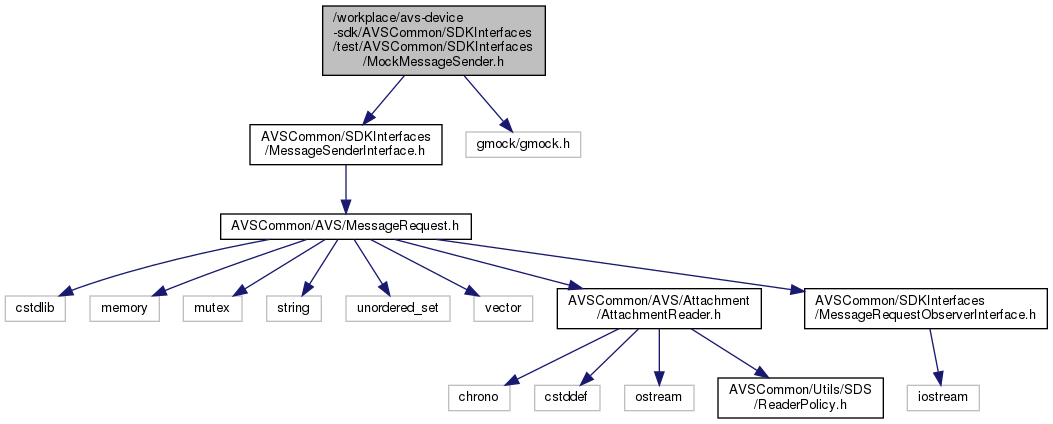 /workplace/avs-device
-sdk/AVSCommon/SDKInterfaces
/test/AVSCommon/SDKInterfaces
/MockMessageSender.h
AVSCommon/SDKInterfaces
/MessageSenderInterface.h
gmock/gmock.h
AVSCommon/AVS/MessageRequest.h
cstdlib
memory
mutex
string
unordered_set
vector
AVSCommon/AVS/Attachment
/AttachmentReader.h
AVSCommon/SDKInterfaces
/MessageRequestObserverInterface.h
chrono
cstddef
ostream
AVSCommon/Utils/SDS
/ReaderPolicy.h
iostream